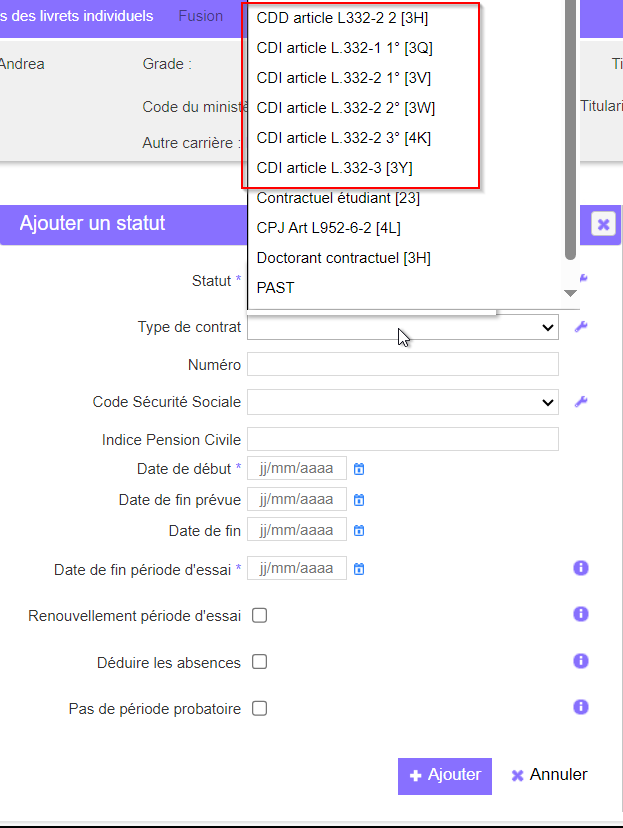 s des livrets individuels Fusion
CDD article L332-2 2 [3H]
CDI article L.332-1 1° [3Q]
CDI article L.332-2 1° [3V]
CDI article L.332-2 2° [3W]
CDI article L.332-2 3° [4K]
CDI article L.332-3 [3Y]
Contractuel étudiant [23]
CPJ Art L952-6-2 [4L]
Doctorant contractuel [3H]
PAST
Andrea Grade : Ti
Code du ministè Titulari
Autre carrière :
Ajouter un statut
Statut *
Type de contrat
Numéro
Code Sécurité Sociale
Indice Pension Civile
Date de début * jj/mm/aaaa
Date de fin prévue jj/mm/aaaa
Date de fin jj/mm/aaaa
Date de fin période d'essai * jj/mm/aaaa
Renouvellement période d'essai
Déduire les absences
Pas de période probatoire
Ajouter Annuler